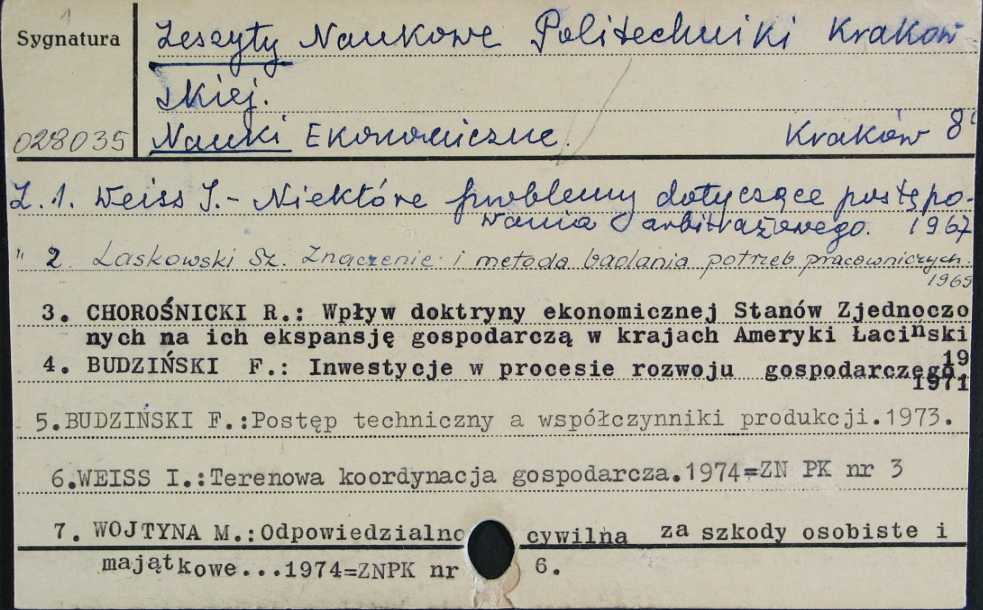 1
Sygnatura
Zeszyty Naukowe Politechniki Krakow
skiej.
028035
Nauki Ekonomiczne. Kraków 8°
Z. 1. Weiss I. - Niektóre problemy dotyczące postępo-
wania arbitrażowego. 1967
" 2. Laskowski Sz. Znaczenie i metoda badania potrzeb pracowniczych.
1969
3. CHOROŚNICKI R.: Wpływ doktryny ekonomicznej Stanów Zjednoczo
nych na ich ekspansję gospodarczą w krajach Ameryki Łacinski
19
4. BUDZIŃSKI F.: Inwestycje w procesie rozwoju gospodarczego.
1971
5.BUDZIŃSKI F.:Postęp techniczny a współczynniki produkcji.1973.
6.WEISS I.:Terenowa koordynacja gospodarcza.1974=ZN PK nr 3
7. WOJTYNA M.:Odpowiedzialno cywilna za szkody osobiste i
majątkowe...1974=ZNPK nr 6.